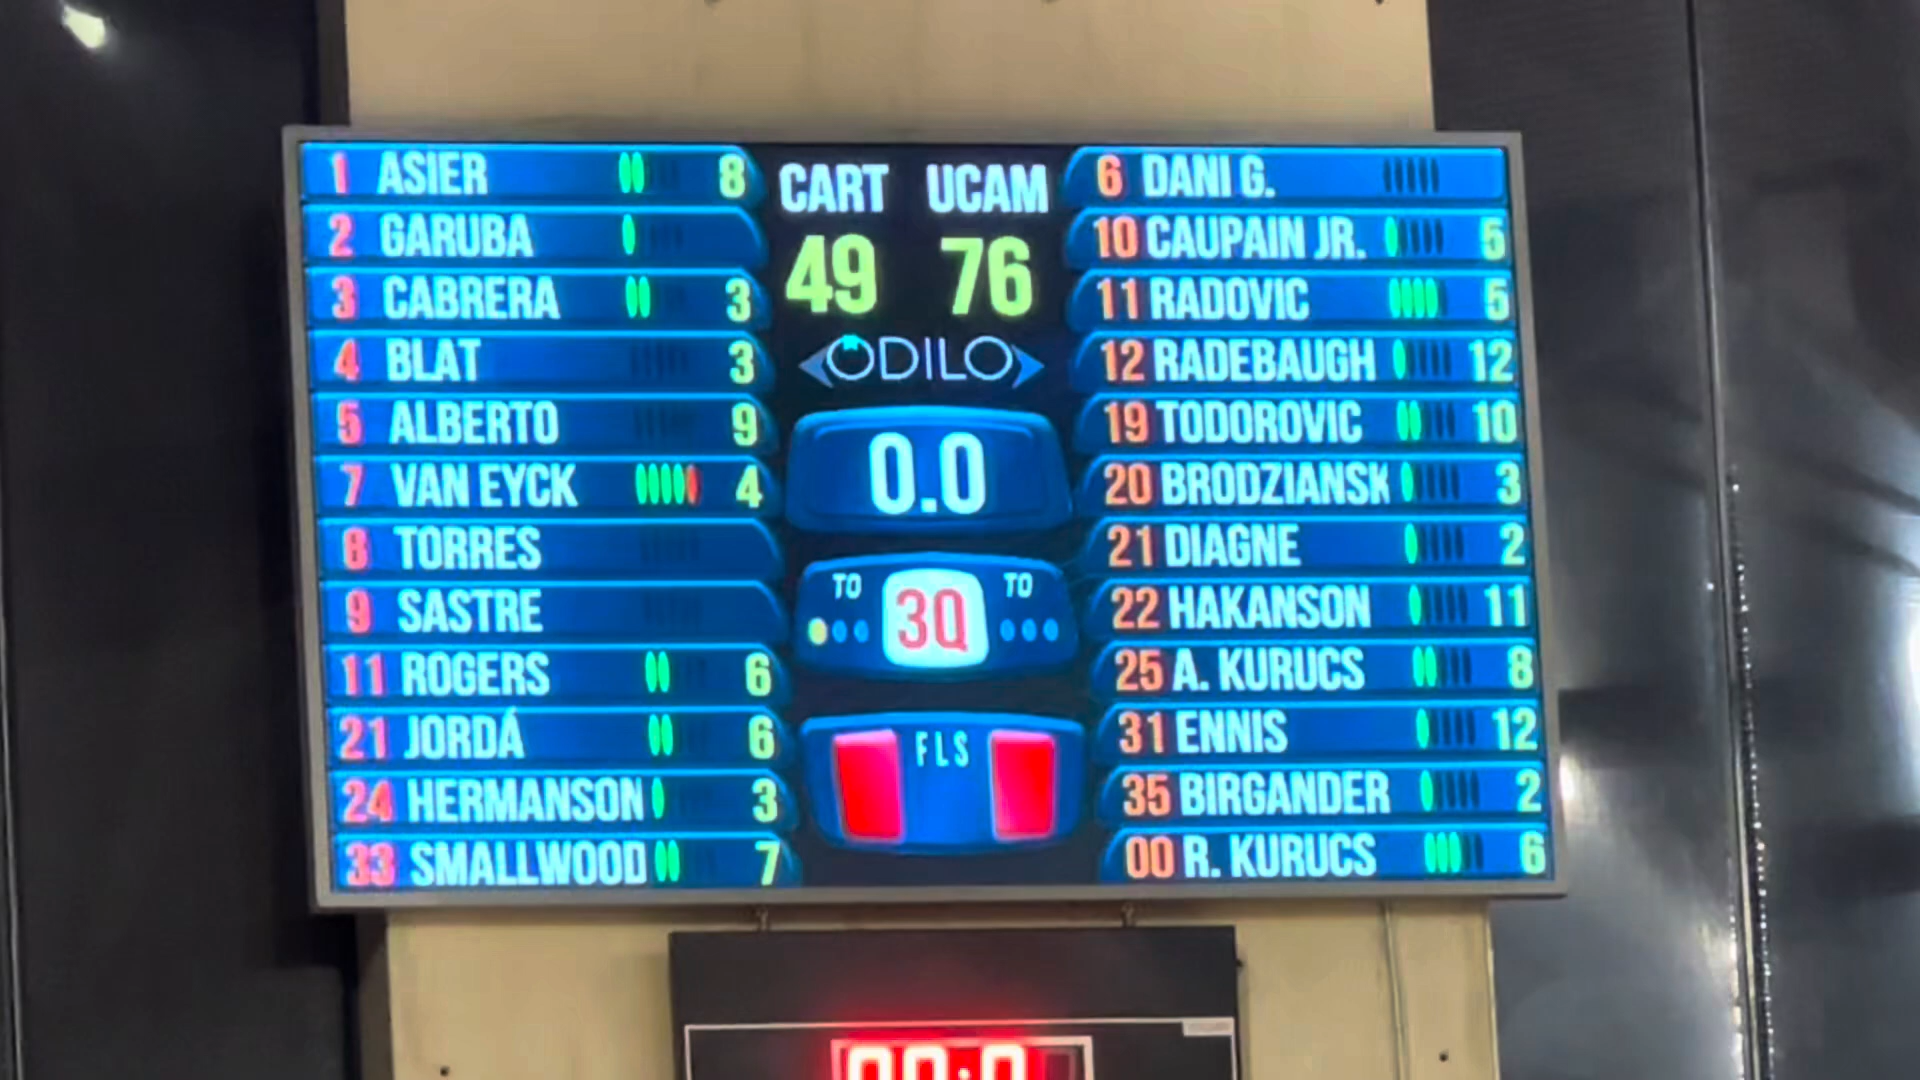 CART UCAM
49 76
ODILO
0.0
TO 3Q TO
FLS
1 ASIER 8
2 GARUBA
3 CABRERA 3
4 BLAT 3
5 ALBERTO 9
7 VAN EYCK 4
8 TORRES
9 SASTRE
11 ROGERS 6
21 JORDÁ 6
24 HERMANSON 3
33 SMALLWOOD 7
6 DANI G.
10 CAUPAIN JR. 5
11 RADOVIC 5
12 RADEBAUGH 12
19 TODOROVIC 10
20 BRODZIANSK 3
21 DIAGNE 2
22 HAKANSON 11
25 A. KURUCS 8
31 ENNIS 12
35 BIRGANDER 2
00 R. KURUCS 6